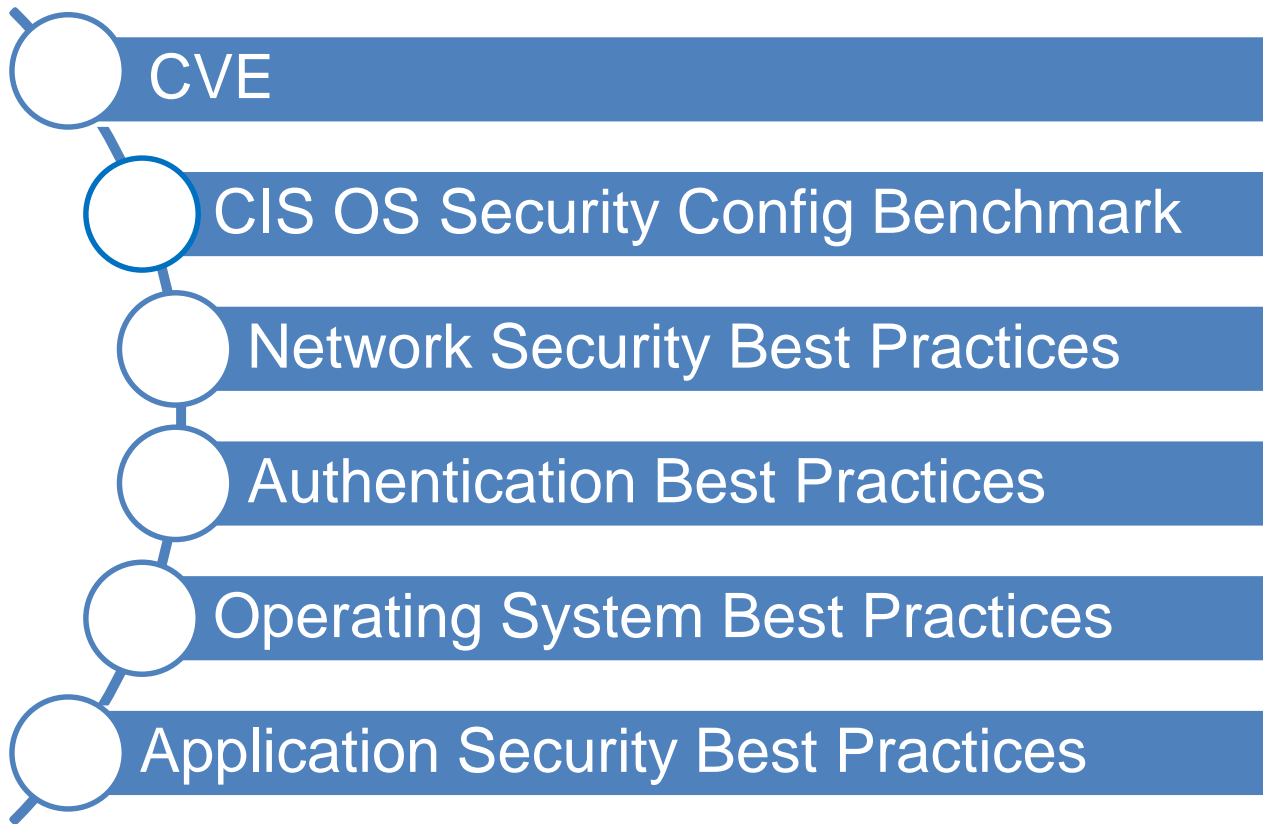 CVE
CIS OS Security Config Benchmark
Network Security Best Practices
Authentication Best Practices
Operating System Best Practices
Application Security Best Practices